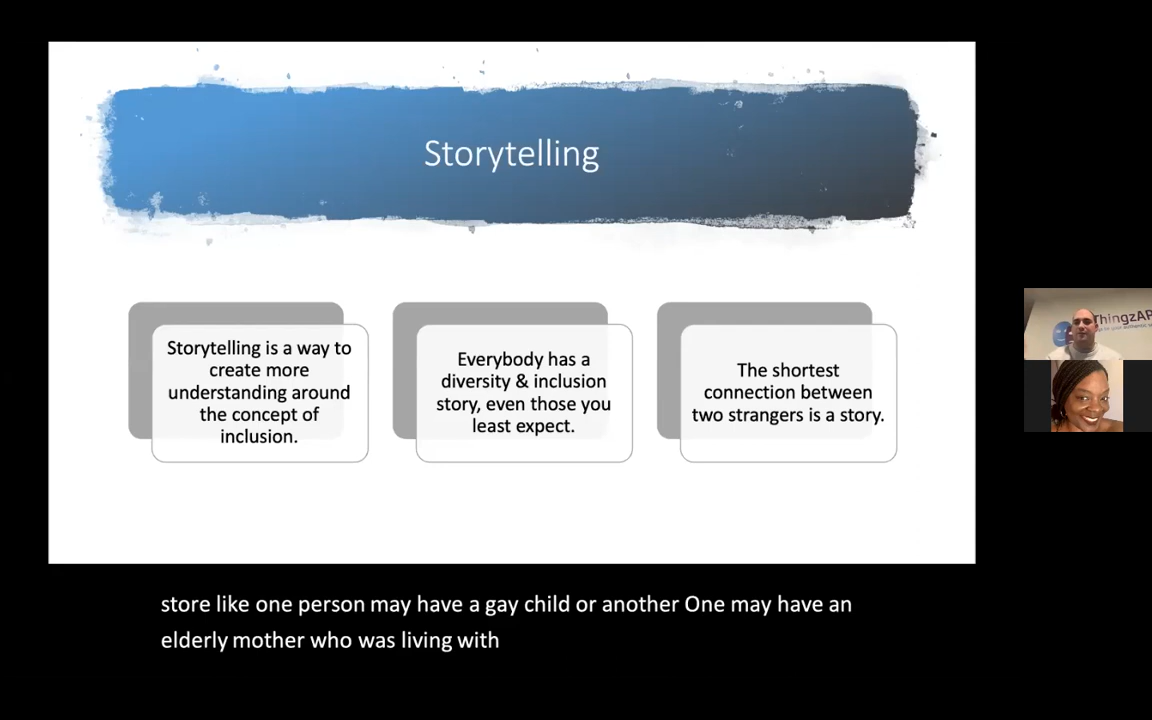 Storytelling
Storytelling is a way to
create more
understanding around
the concept of
inclusion.
Everybody has a
diversity & inclusion
story, even those you
least expect.
The shortest
connection between
two strangers is a story.
ThingzAP
store like one person may have a gay child or another One may have an
elderly mother who was living with